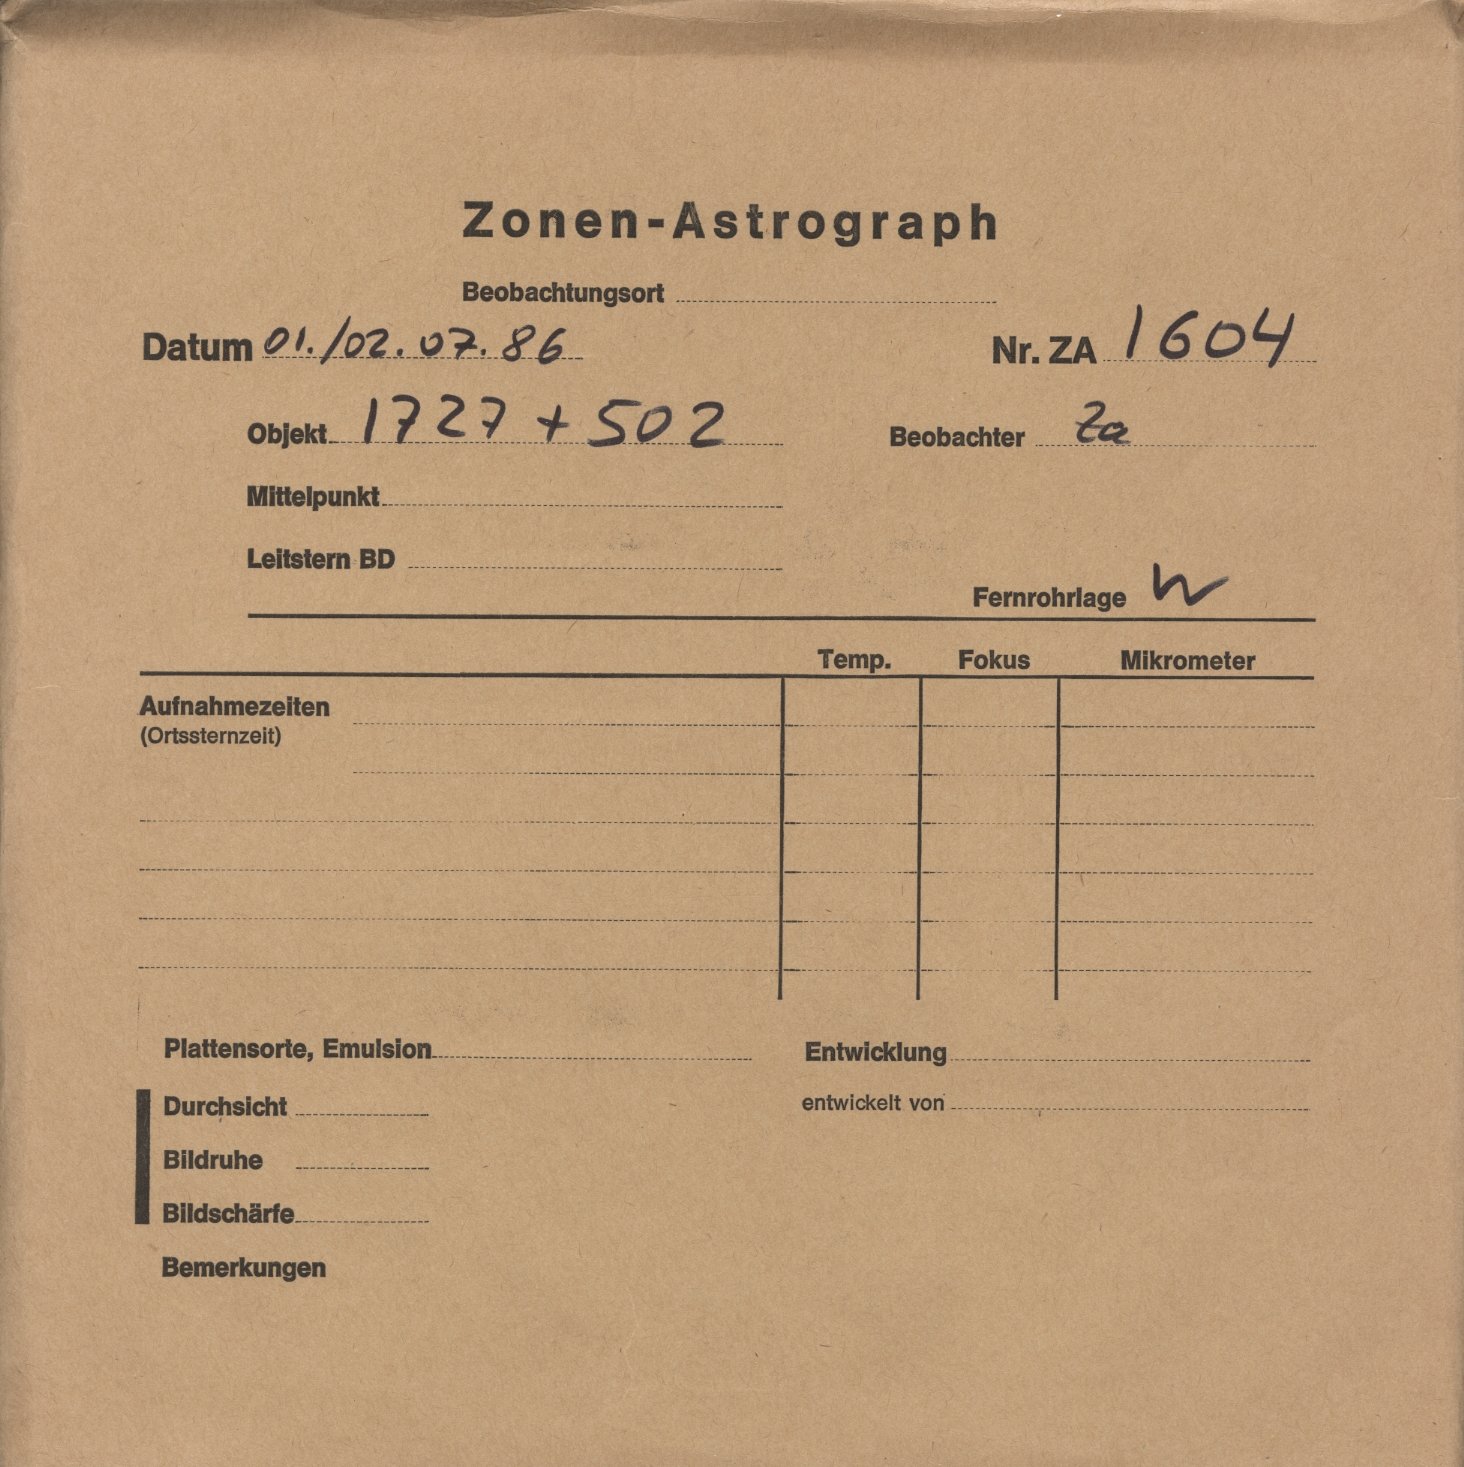 Zonen-Astrograph
Beobachtungsort
Datum 01./02.07.86
Nr. ZA 1604
Objekt 1727 + 502
Beobachter Za
Mittelpunkt
Leitstern BD
Fernrohrlage W
Temp. Fokus Mikrometer
Aufnahmezeiten
(Ortssternzeit)
Plattensorte, Emulsion
Entwicklung
Durchsicht
entwickelt von
Bildruhe
Bildschärfe
Bemerkungen